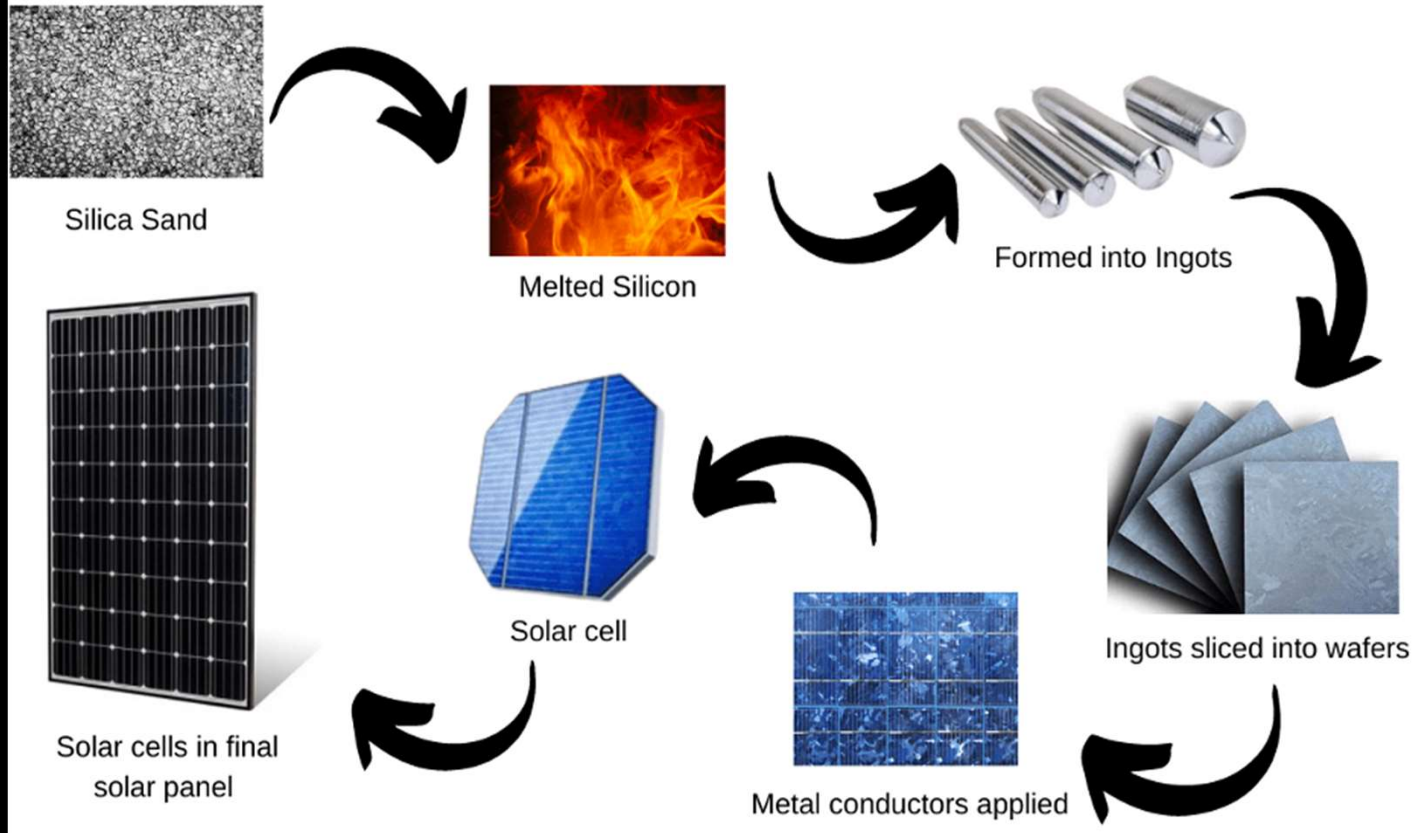 Silica Sand
Melted Silicon
Formed into Ingots
Ingots sliced into wafers
Metal conductors applied
Solar cell
Solar cells in final
solar panel